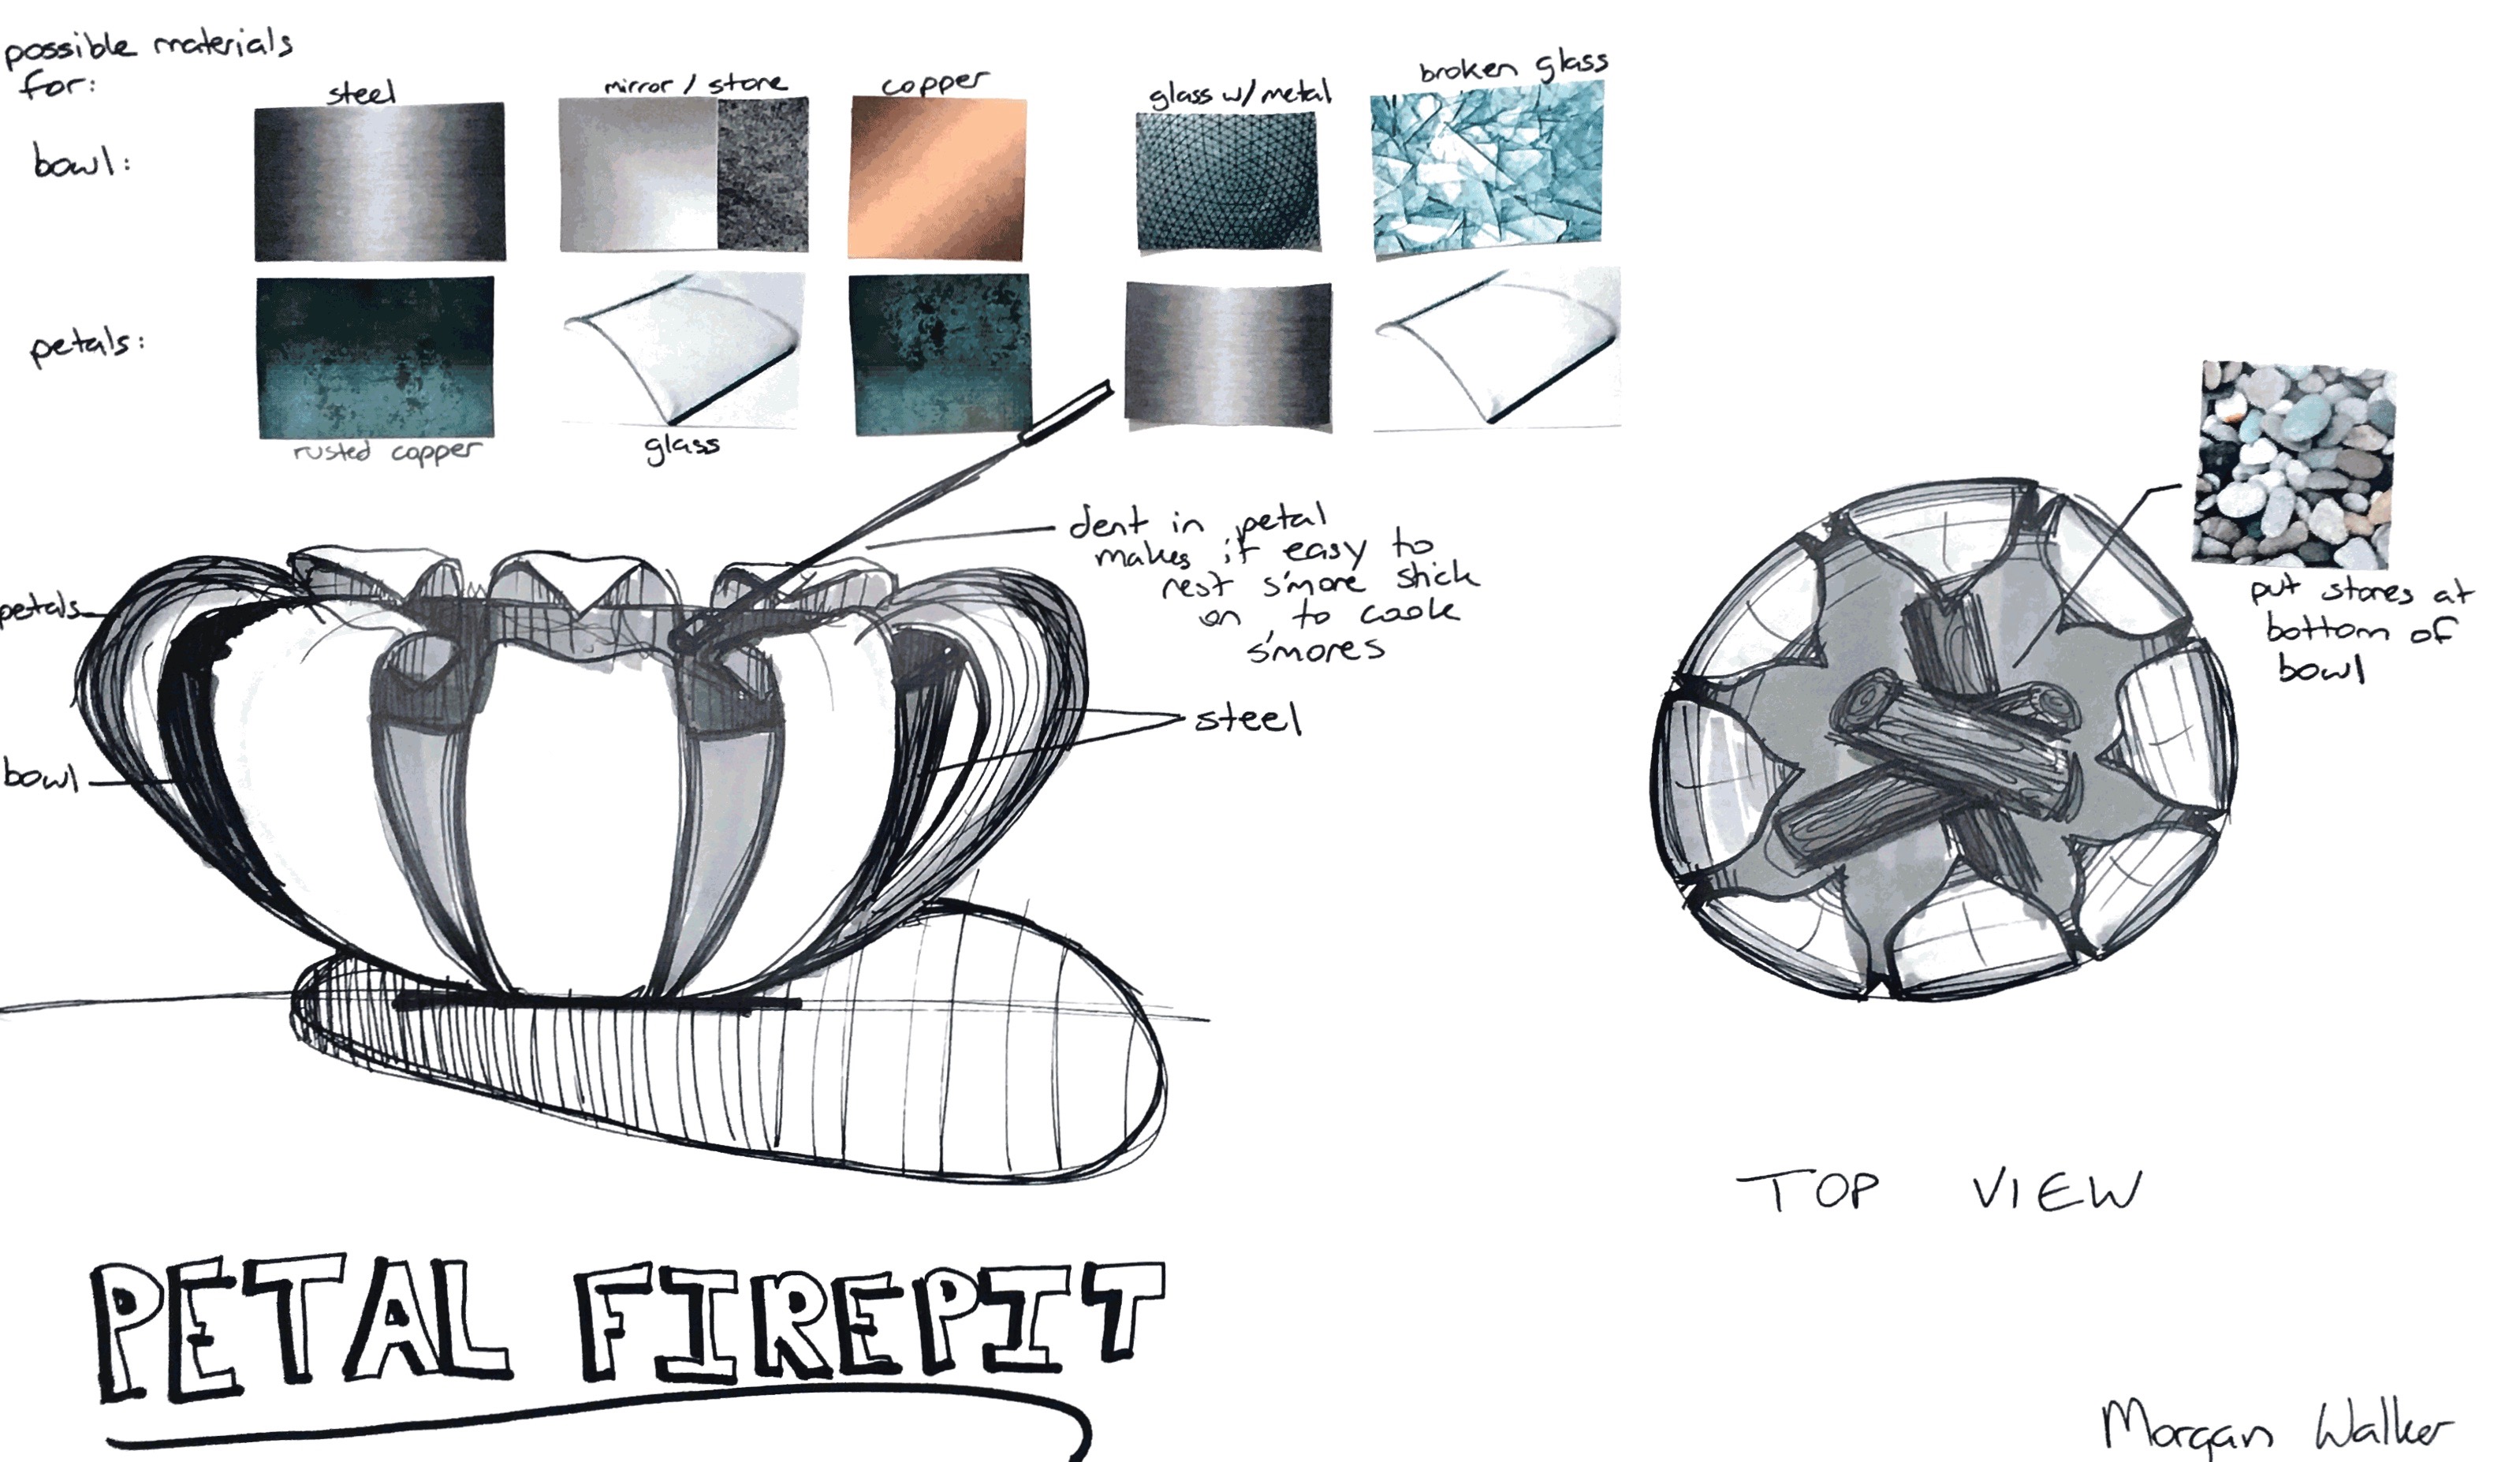 possible materials
for:
steel
mirror / stone
copper
glass w/ metal
broken glass
bowl:
petals:
rusted copper
glass
dent in petal
makes it easy to
rest s'more stick
on to cook
s'mores
petals
bowl
steel
put stones at
bottom of
bowl
TOP VIEW
PETAL FIREPIT
Morgan Walker